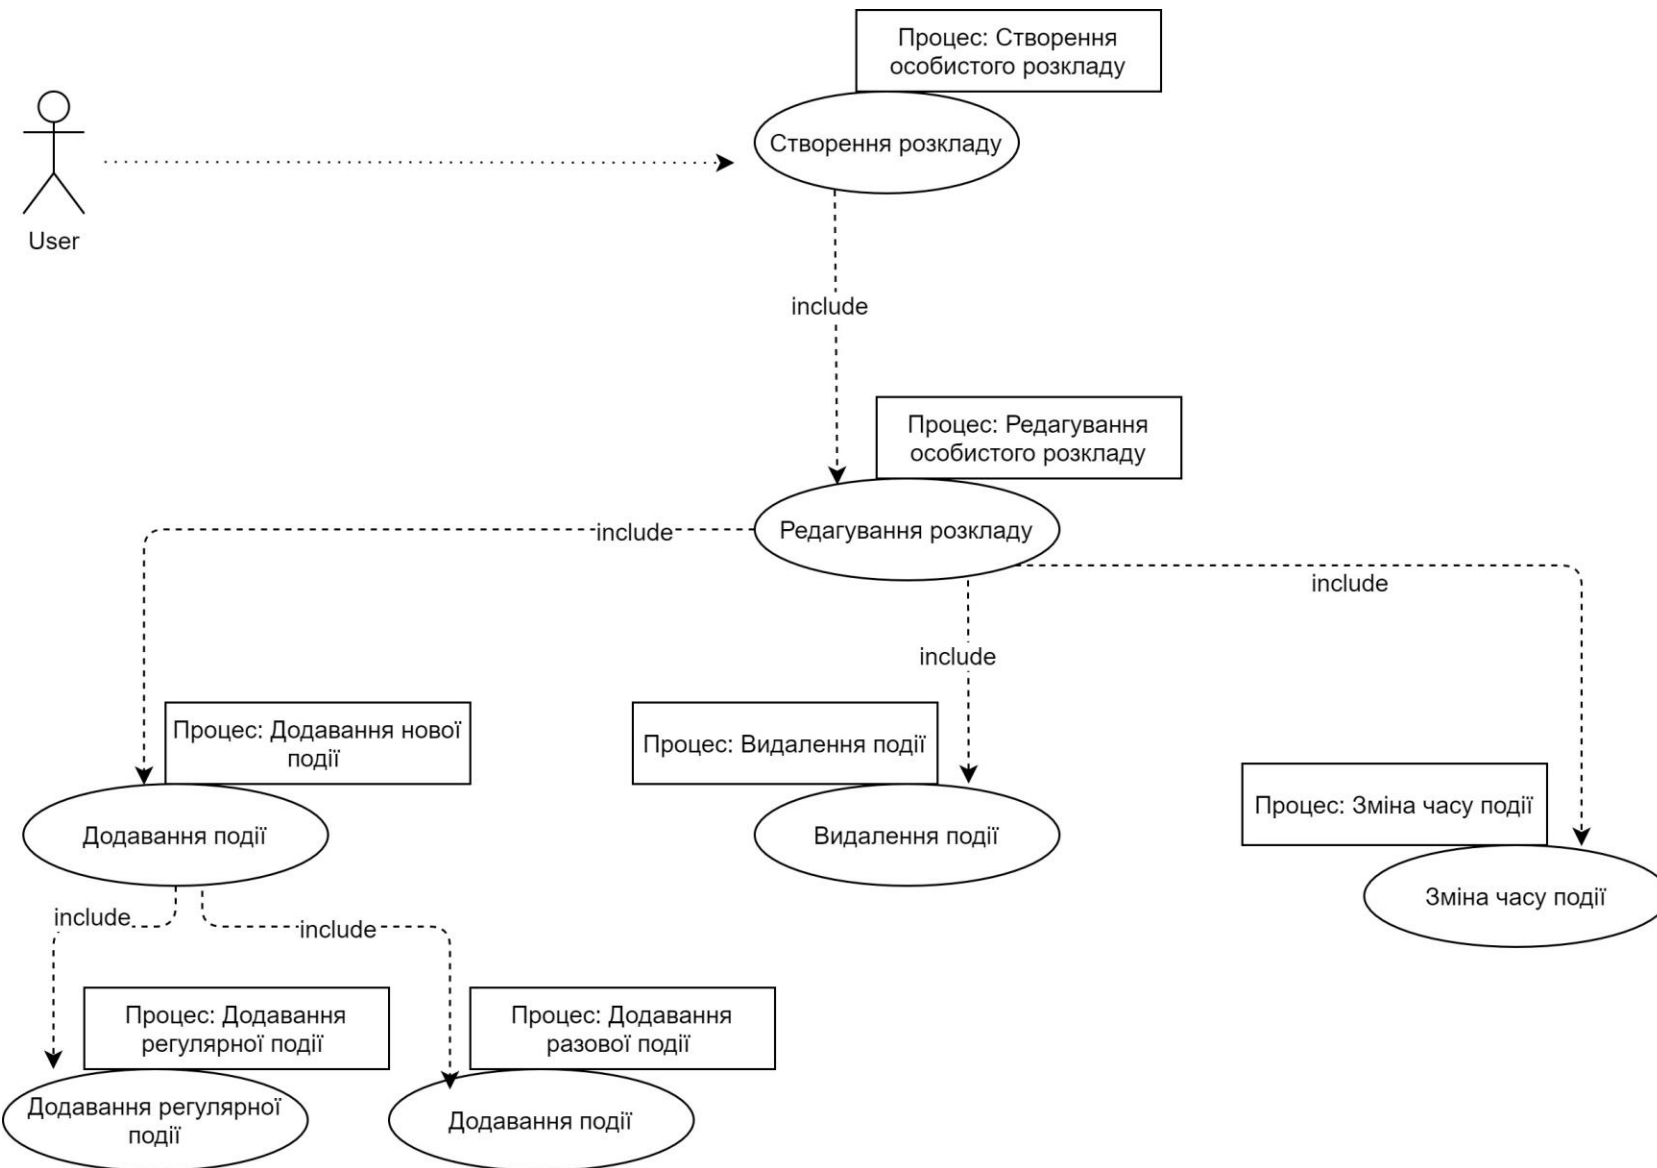 Процес: Створення
особистого розкладу
Створення розкладу
User
include
Процес: Редагування
особистого розкладу
Редагування розкладу
include
include
include
Процес: Додавання нової
події
Процес: Видалення події
Процес: Зміна часу події
Додавання події
Видалення події
Зміна часу події
include
include
Процес: Додавання
регулярної події
Процес: Додавання
разової події
Додавання регулярної
події
Додавання події